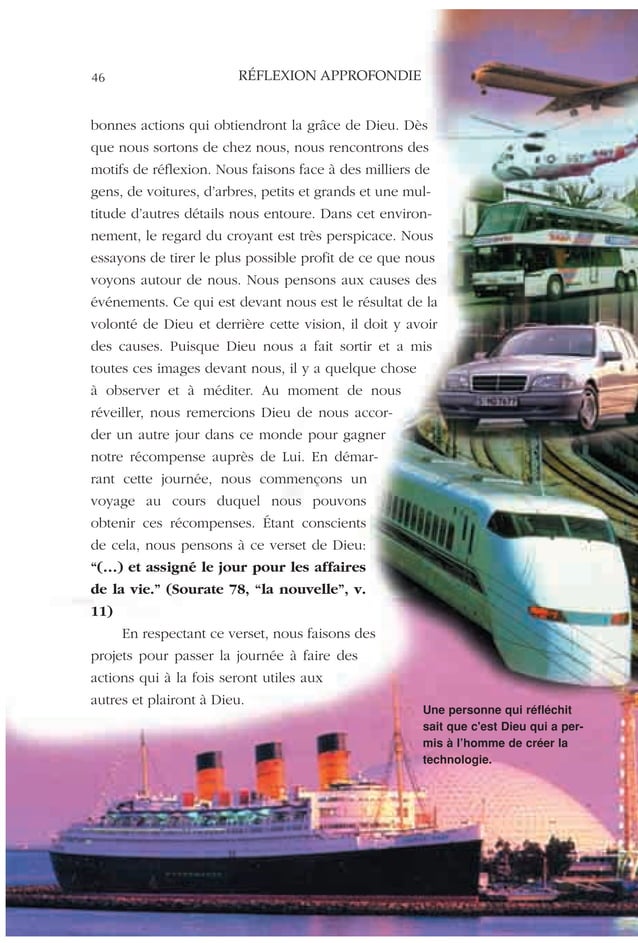 46
RÉFLEXION APPROFONDIE
bonnes actions qui obtiendront la grâce de Dieu. Dès
que nous sortons de chez nous, nous rencontrons des
motifs de réflexion. Nous faisons face à des milliers de
gens, de voitures, d'arbres, petits et grands et une mul-
titude d'autres détails nous entoure. Dans cet environ-
nement, le regard du croyant est très perspicace. Nous
essayons de tirer le plus possible profit de ce que nous
voyons autour de nous. Nous pensons aux causes des
événements. Ce qui est devant nous est le résultat de la
volonté de Dieu et derrière cette vision, il doit y avoir
des causes. Puisque Dieu nous a fait sortir et a mis
toutes ces images devant nous, il y a quelque chose
à observer et à méditer. Au moment de nous
réveiller, nous remercions Dieu de nous accor-
der un autre jour dans ce monde pour gagner
notre récompense auprès de Lui. En démar-
rant cette journée, nous commençons un
voyage au cours duquel nous pouvons
obtenir ces récompenses. Étant conscients
de cela, nous pensons à ce verset de Dieu:
“(…) et assigné le jour pour les affaires
de la vie.” (Sourate 78, “la nouvelle”, v.
11)
En respectant ce verset, nous faisons des
projets pour passer la journée à faire des
actions qui à la fois seront utiles aux
autres et plairont à Dieu.
Une personne qui réfléchit
sait que c'est Dieu qui a per-
mis à l'homme de créer la
technologie.